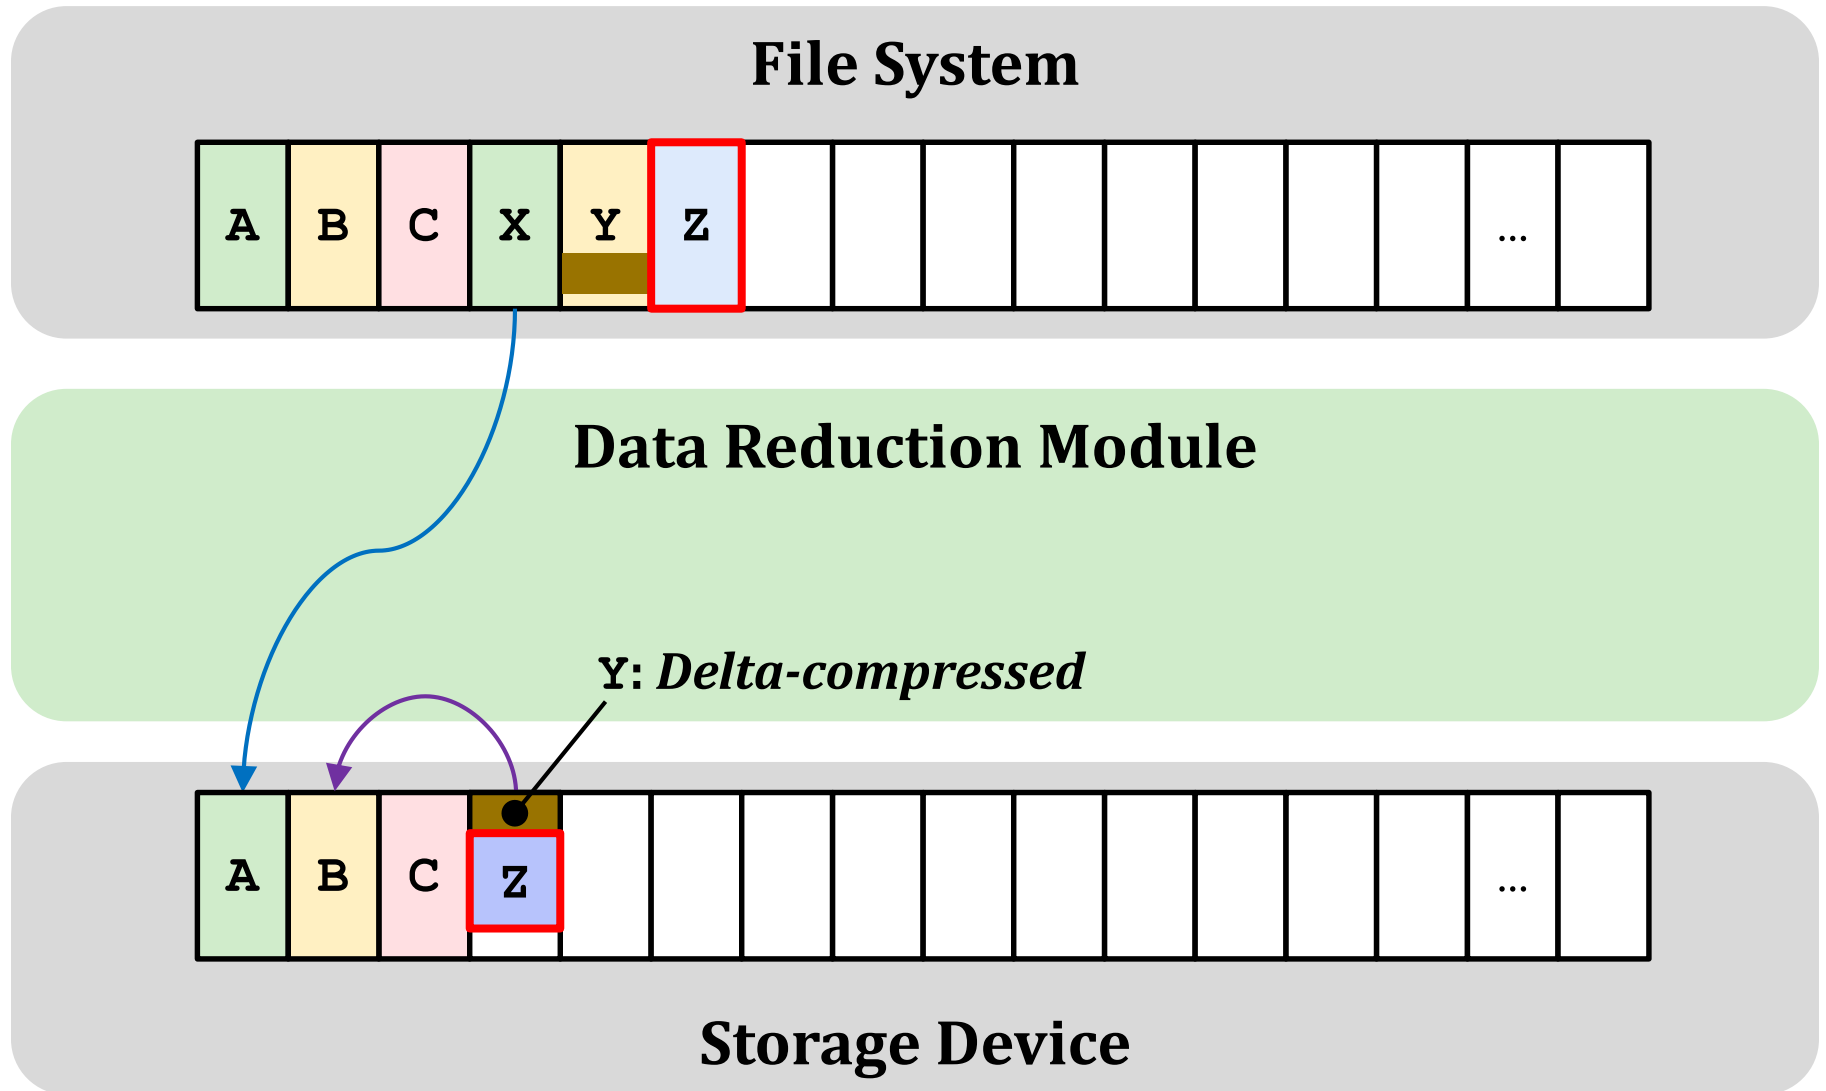 File System
A B C X Y Z ...
Data Reduction Module
Y: Delta-compressed
A B C Z ...
Storage Device